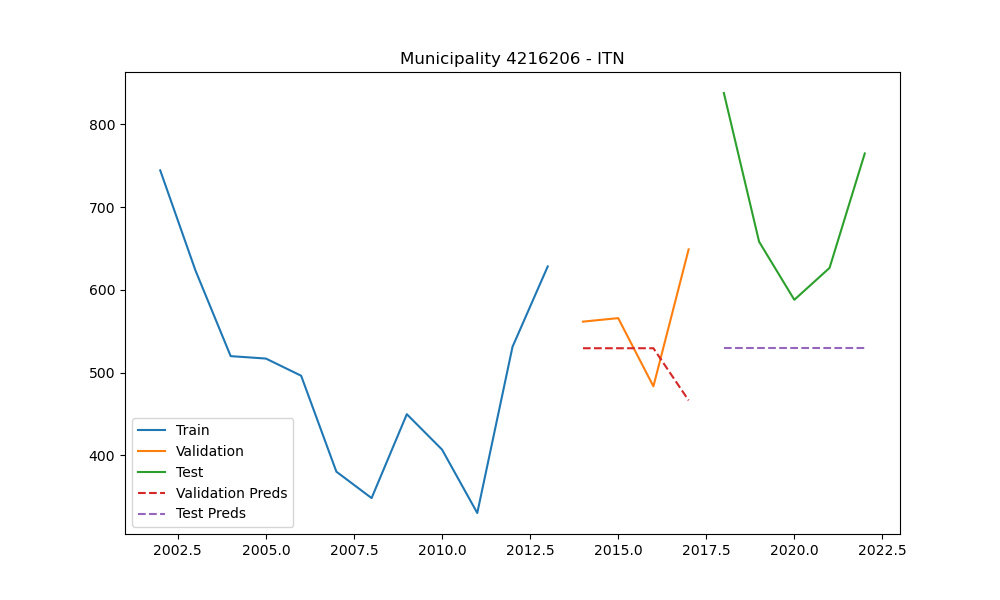 Municipality 4216206 - ITN
800
700
600
500
400
Train
Validation
Test
Validation Preds
Test Preds
2002.5 2005.0 2007.5 2010.0 2012.5 2015.0 2017.5 2020.0 2022.5